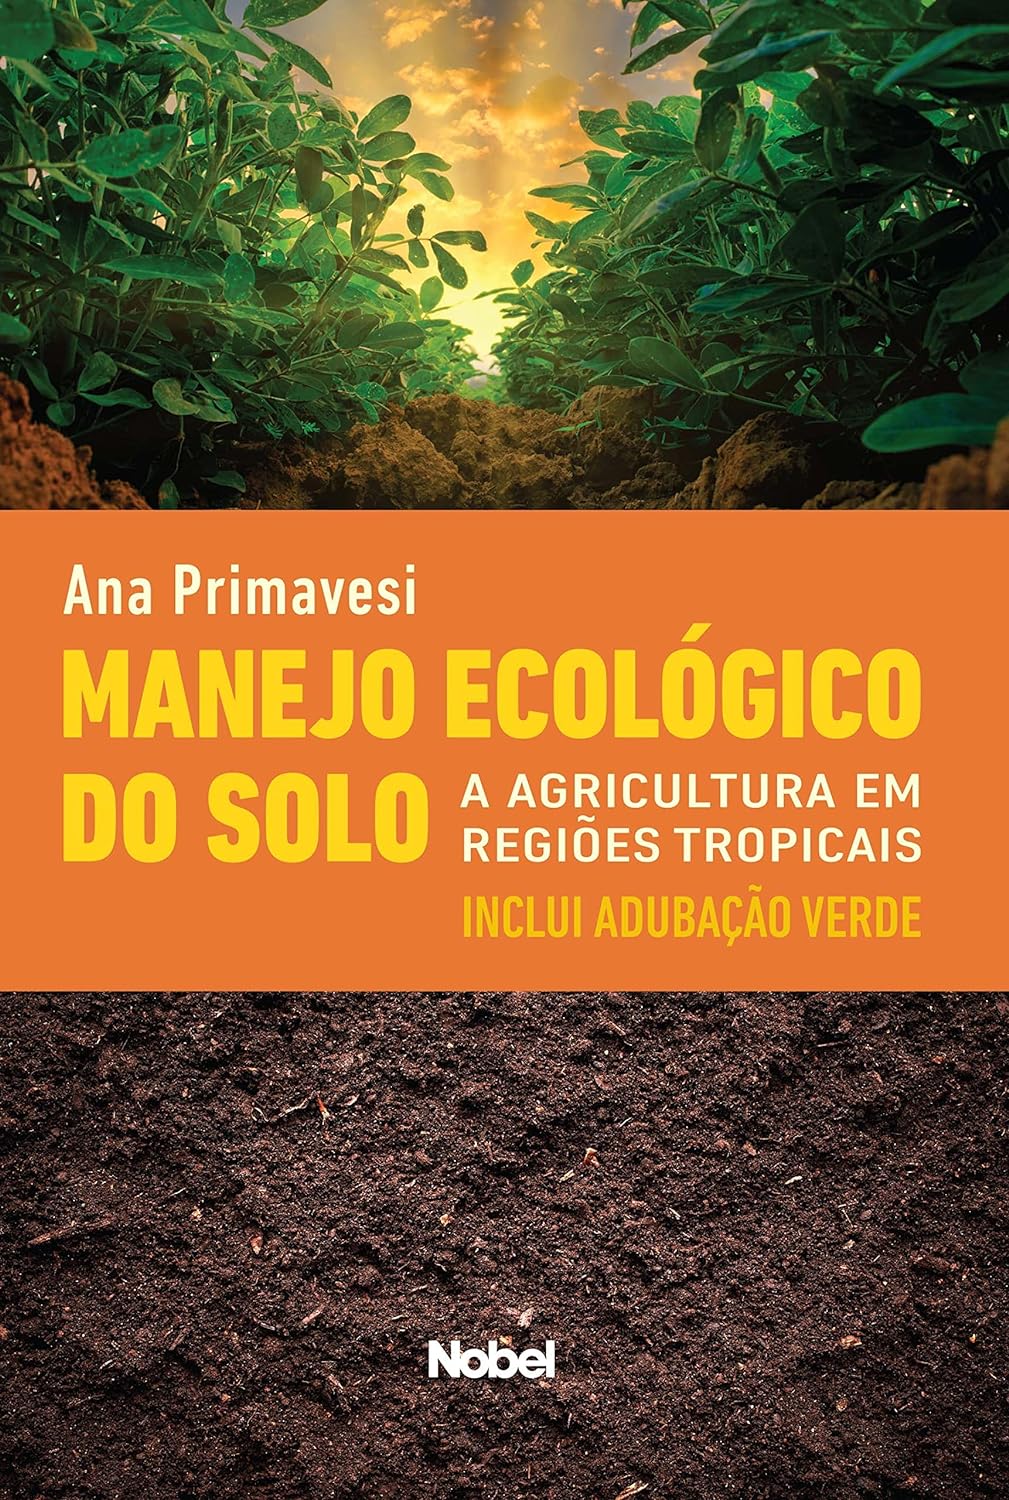 Ana Primavesi
MANEJO ECOLÓGICO
DO SOLO
A AGRICULTURA EM
REGIÕES TROPICAIS
INCLUI ADUBAÇÃO VERDE
Nobel